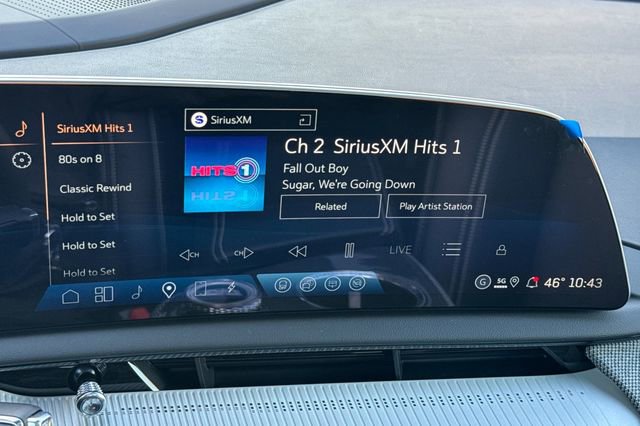 SiriusXM Hits 1
80s on 8
Classic Rewind
Hold to Set
Hold to Set
Hold to Set
S SiriusXM
HITS 1
Ch 2 SiriusXM Hits 1
Fall Out Boy
Sugar, We're Going Down
Related
Play Artist Station
CH
CH
LIVE
G
5G
46° 10:43